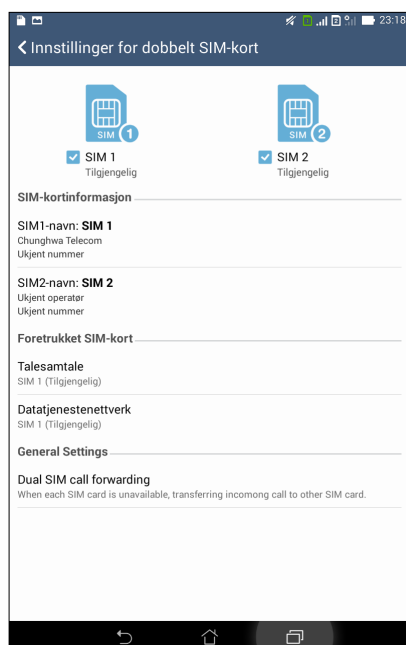 23:18
Innstillinger for dobbelt SIM-kort
SIM 1
SIM 2
SIM 1
Tilgjengelig
SIM 2
Tilgjengelig
SIM-kortinformasjon
SIM1-navn: SIM 1
Chunghwa Telecom
Ukjent nummer
SIM2-navn: SIM 2
Ukjent operatør
Ukjent nummer
Foretrukket SIM-kort
Talesamtale
SIM 1 (Tilgjengelig)
Datatjenestenettverk
SIM 1 (Tilgjengelig)
General Settings
Dual SIM call forwarding
When each SIM card is unavailable, transferring incomong call to other SIM card.